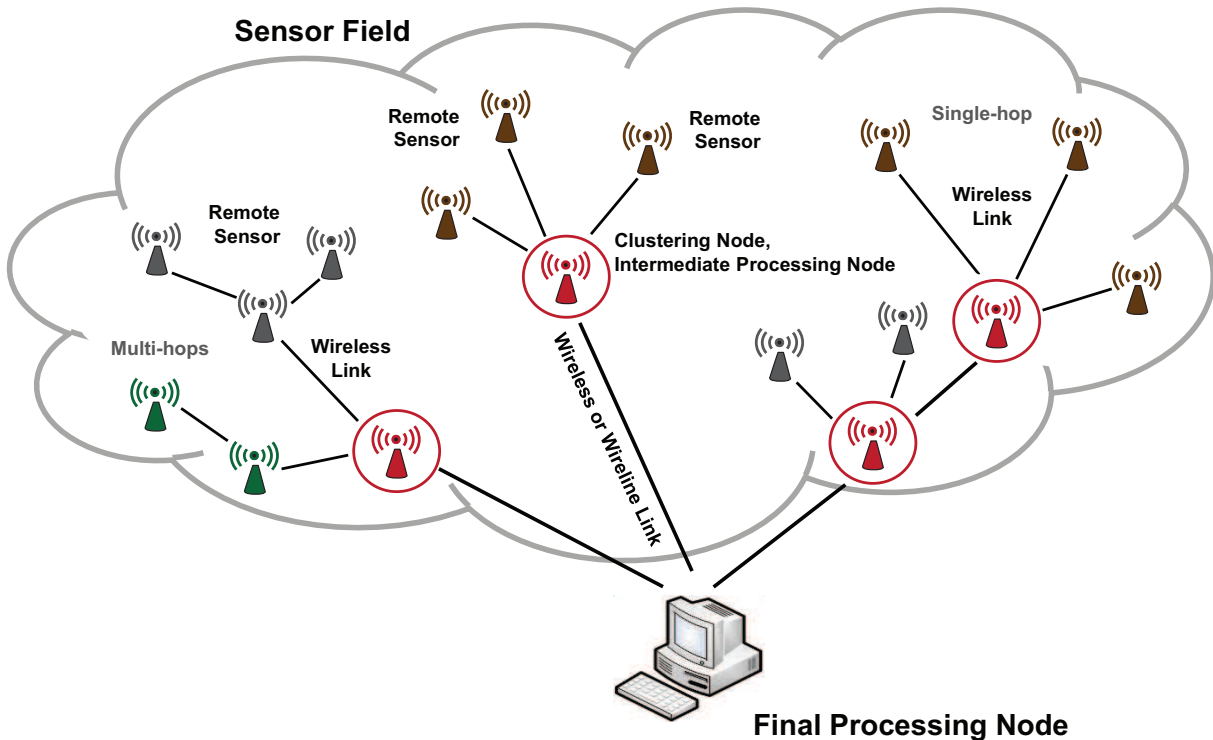 Sensor Field
Remote
Sensor
Remote
Sensor
Single-hop
Wireless
Link
Remote
Sensor
Clustering Node,
Intermediate Processing Node
Multi-hops
Wireless
Link
Wireless or Wireline Link
Final Processing Node